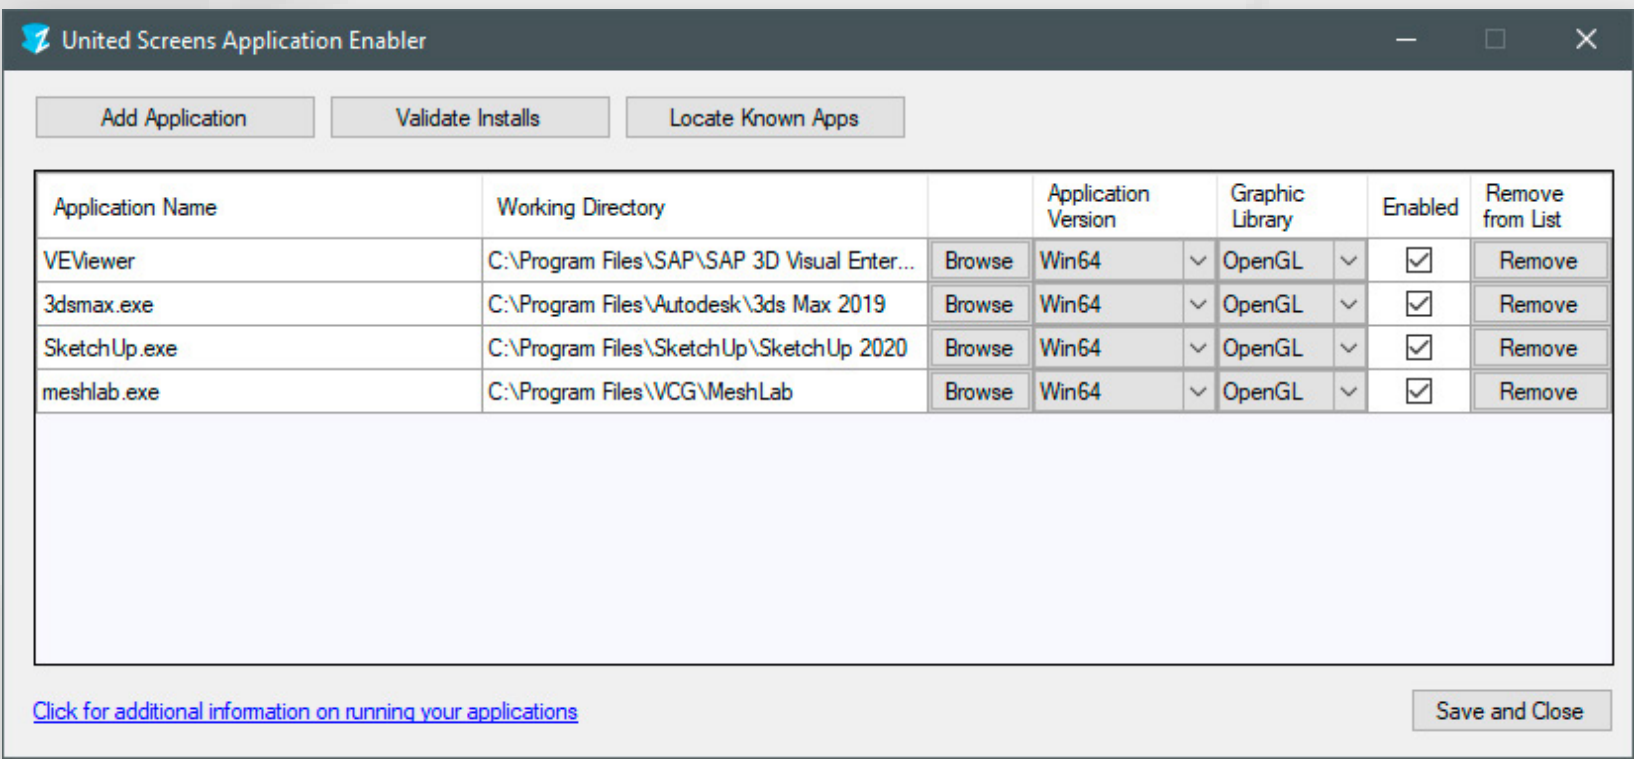 United Screens Application Enabler
Add Application Validate Installs Locate Known Apps
Application Name Working Directory Application Version Graphic Library Enabled Remove from List
VEViewer C:\Program Files\SAP\SAP 3D Visual Enter... Browse Win64 OpenGL Remove
3dsmax.exe C:\Program Files\Autodesk\3ds Max 2019 Browse Win64 OpenGL Remove
SketchUp.exe C:\Program Files\SketchUp\SketchUp 2020 Browse Win64 OpenGL Remove
meshlab.exe C:\Program Files\VCG\MeshLab Browse Win64 OpenGL Remove
Click for additional information on running your applications Save and Close